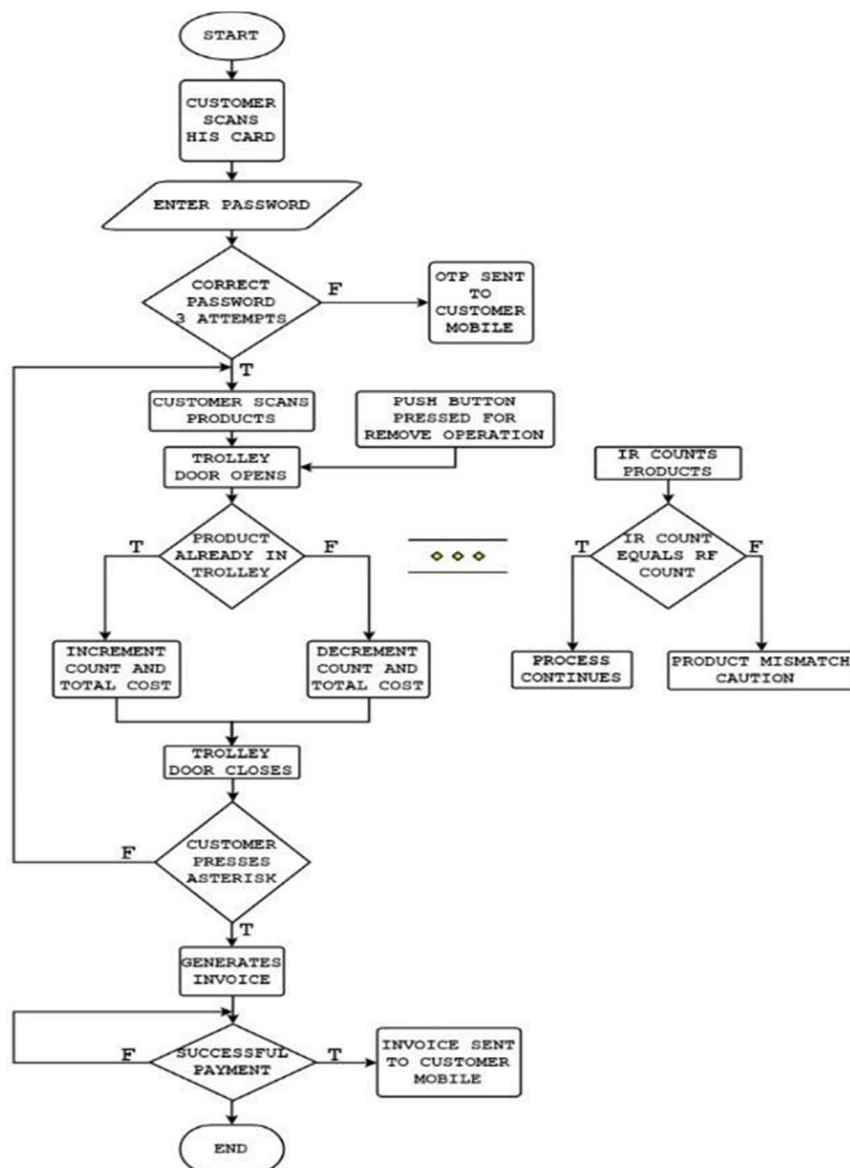 START
CUSTOMER
SCANS
HIS CARD
ENTER PASSWORD
CORRECT
PASSWORD
3 ATTEMPTS
F
OTP SENT
TO
CUSTOMER
MOBILE
T
CUSTOMER SCANS
PRODUCTS
PUSH BUTTON
PRESSED FOR
REMOVE OPERATION
TROLLEY
DOOR OPENS
PRODUCT
ALREADY IN
TROLLEY
T
F
INCREMENT
COUNT AND
TOTAL COST
DECREMENT
COUNT AND
TOTAL COST
IR COUNTS
PRODUCTS
IR COUNT
EQUALS RF
COUNT
T
F
PROCESS
CONTINUES
PRODUCT MISMATCH
CAUTION
TROLLEY
DOOR CLOSES
CUSTOMER
PRESSES
ASTERISK
F
T
GENERATES
INVOICE
SUCCESSFUL
PAYMENT
F
T
INVOICE SENT
TO CUSTOMER
MOBILE
END